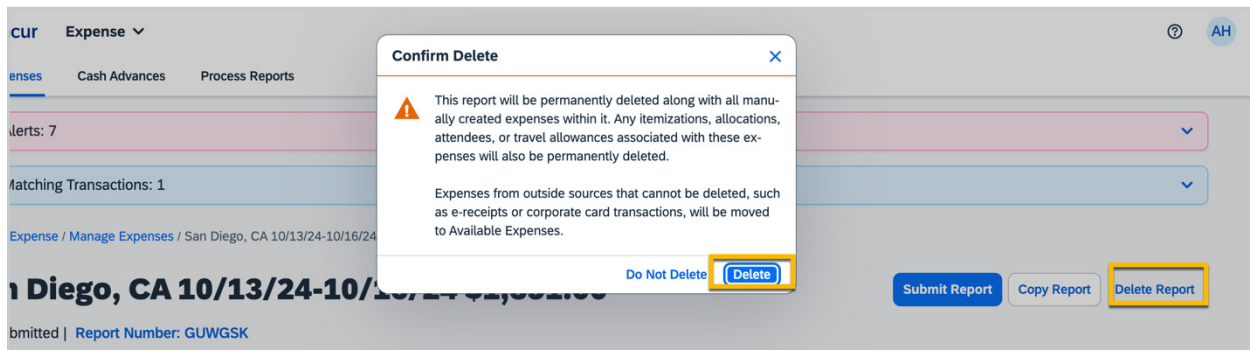 cur Expense
AH
enses Cash Advances Process Reports
Confirm Delete
This report will be permanently deleted along with all manu-
ally created expenses within it. Any itemizations, allocations,
attendees, or travel allowances associated with these ex-
penses will also be permanently deleted.
Expenses from outside sources that cannot be deleted, such
as e-receipts or corporate card transactions, will be moved
to Available Expenses.
Do Not Delete Delete
Alerts: 7
Matching Transactions: 1
Expense / Manage Expenses / San Diego, CA 10/13/24-10/16/24
n Diego, CA 10/13/24-10/
Submit Report Copy Report Delete Report
bmitted | Report Number: GUWGSK